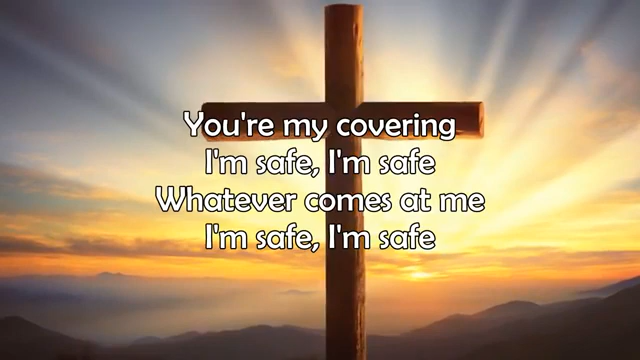 You're my covering
I'm safe, I'm safe
Whatever comes at me
I'm safe, I'm safe